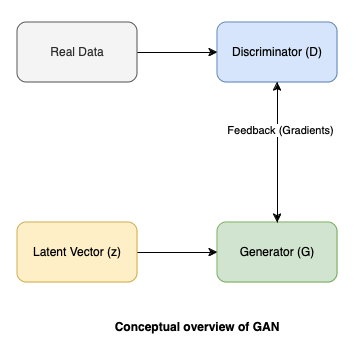 Real Data
Discriminator (D)
Feedback (Gradients)
Latent Vector (z)
Generator (G)
Conceptual overview of GAN